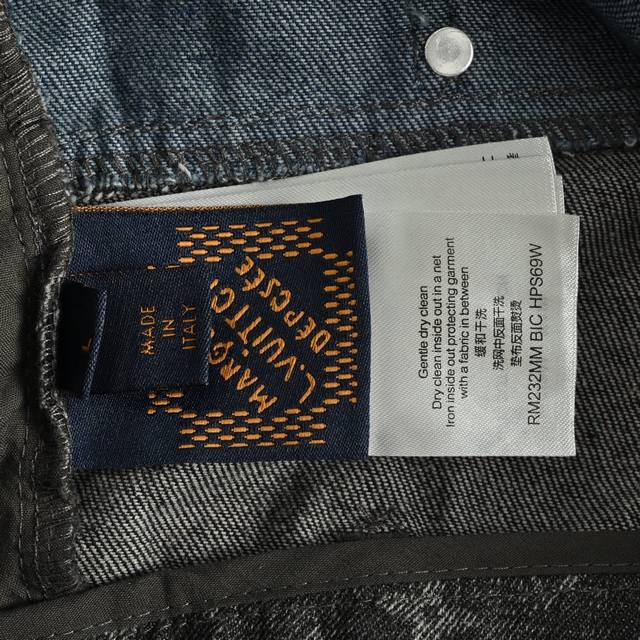 MADE
IN
ITALY
L.VUITTON
DÉPOSÉE
Gentle dry clean
Dry clean inside out in a net
Iron inside out protecting garment
with a fabric in between
缓和干洗
洗网中反面干洗
垫布反面熨烫
RM232MM BIC HPS69W